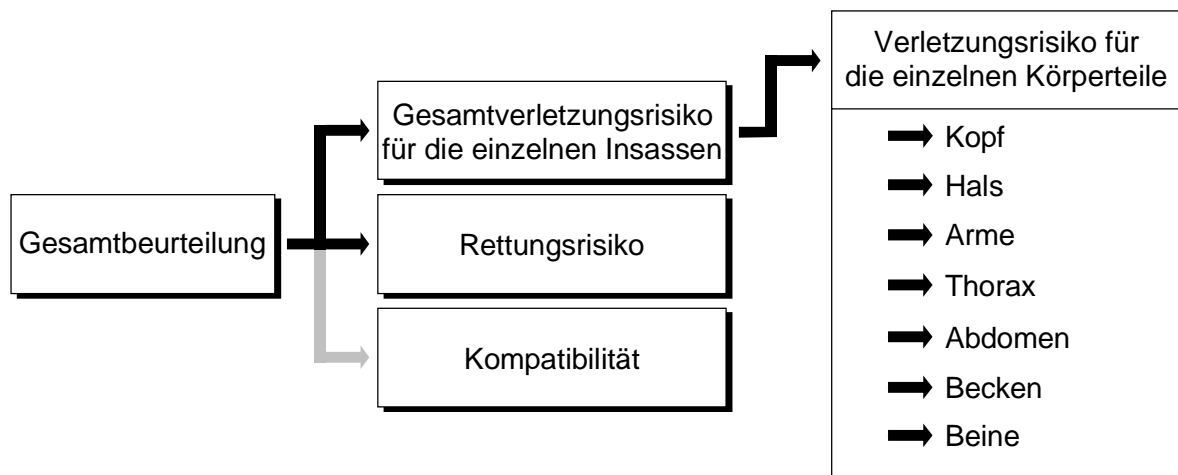 Gesamtbeurteilung
Gesamtverletzungsrisiko
für die einzelnen Insassen
Rettungsrisiko
Kompatibilität
Verletzungsrisiko für
die einzelnen Körperteile
Kopf
Hals
Arme
Thorax
Abdomen
Becken
Beine